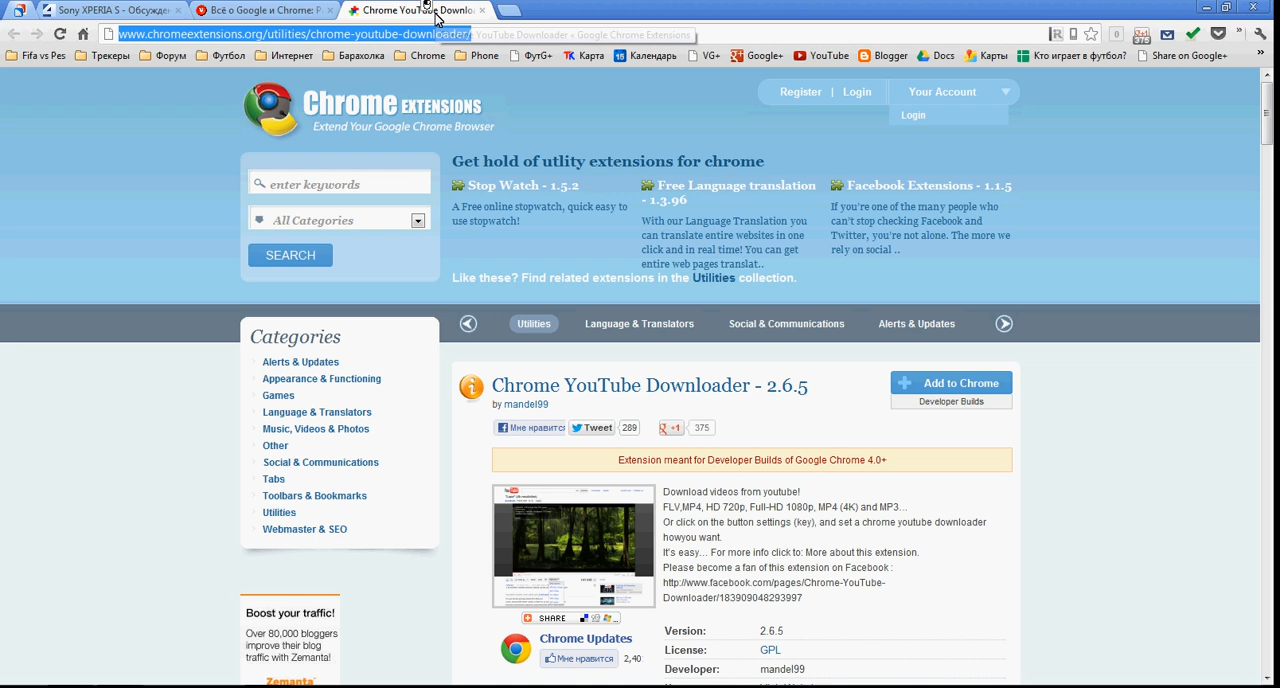 Sony XPERIA S - Обсужден
Всё о Google и Chrome: Р
Chrome YouTube Downlo
www.chromeextensions.org/utilities/chrome-youtube-downloader/
YouTube Downloader « Google Chrome Extensions
Fifa vs Pes
Трекеры
Форум
Футбол
Интернет
Барахолка
Chrome
Phone
ФутG+
Карта
Календарь
VG+
Google+
YouTube
Blogger
Docs
Карты
Кто играет в футбол?
Share on Google+
Chrome EXTENSIONS
Extend Your Google Chrome Browser
Register | Login
Your Account
Login
enter keywords
All Categories
SEARCH
Get hold of utlity extensions for chrome
Stop Watch - 1.5.2
A Free online stopwatch, quick easy to
use stopwatch!
Free Language translation
- 1.3.96
With our Language Translation you
can translate entire websites in one
click and in real time! You can get
entire web pages translat..
Facebook Extensions - 1.1.5
If you're one of the many people who
can't stop checking Facebook and
Twitter, you're not alone. The more we
rely on social ..
Like these? Find related extensions in the Utilities collection.
Utilities
Language & Translators
Social & Communications
Alerts & Updates
Categories
Alerts & Updates
Appearance & Functioning
Games
Language & Translators
Music, Videos & Photos
Other
Social & Communications
Tabs
Toolbars & Bookmarks
Utilities
Webmaster & SEO
Boost your traffic!
Over 80,000 bloggers
improve their blog
traffic with Zemanta!
Zemanta
Chrome YouTube Downloader - 2.6.5
by mandel99
Add to Chrome
Developer Builds
Мне нравится
Tweet
289
+1
375
Extension meant for Developer Builds of Google Chrome 4.0+
Download videos from youtube!
FLV,MP4, HD 720p, Full-HD 1080p, MP4 (4K) and MP3…
Or click on the button settings (key), and set a chrome youtube downloader
howyou want.
It's easy… For more info click to: More about this extension.
Please become a fan of this extension on Facebook :
http://www.facebook.com/pages/Chrome-YouTube-
Downloader/183909048293997
SHARE
Chrome Updates
Мне нравится
2,40
Version: 2.6.5
License: GPL
Developer: mandel99